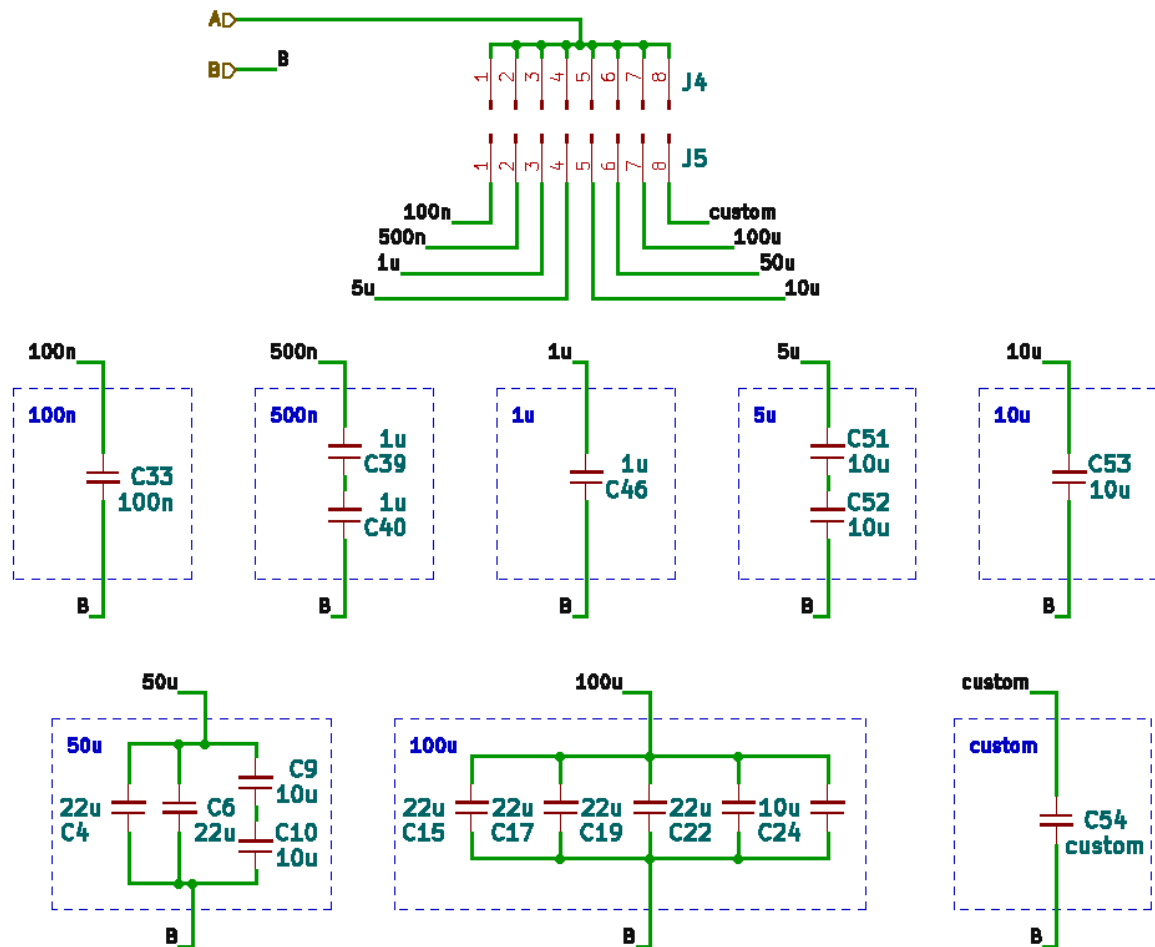 A
B B
1 2 3 4 5 6 7 8 J4
1 2 3 4 5 6 7 8 J5
100n custom
500n 100u
1u 50u
5u 10u
100n 500n 1u 5u 10u
100n 500n 1u 5u 10u
1u C51
C39 10u
C33 1u C53
100n C46 10u
1u C52
C40 10u
B B B B B
50u 100u custom
50u 100u custom
C9
10u
22u C6 22u 22u 22u 22u 10u
C4 22u C10 C15 C17 C19 C22 C24
10u
C54
custom
B B B